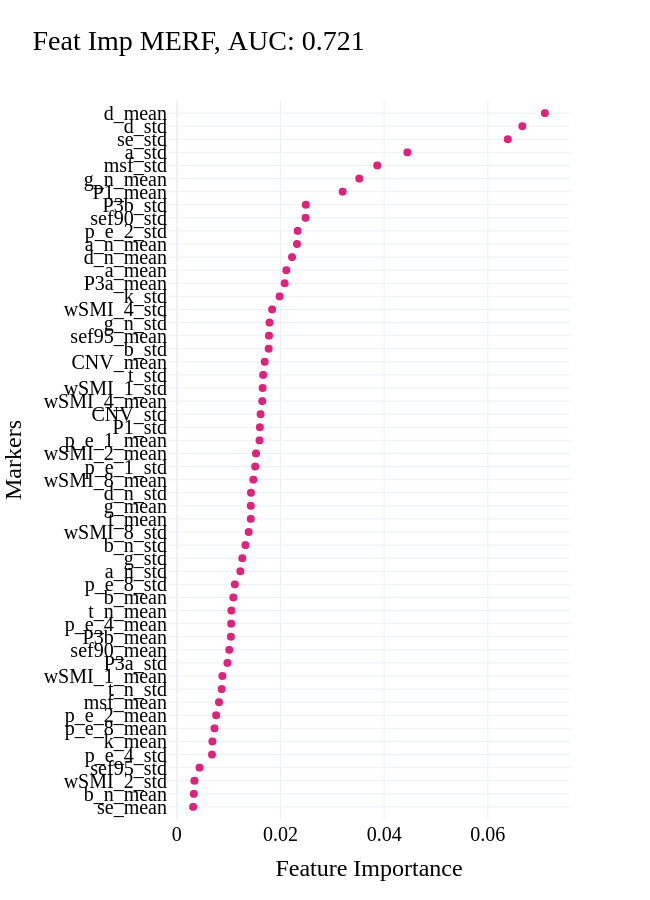 Feat Imp MERF, AUC: 0.721
d_mean
d_std
se_std
a_std
msf_std
g_n_mean
P1_mean
P3b_std
sef90_std
p_e_2_std
a_n_mean
d_n_mean
a_mean
P3a_mean
k_std
wSMI_4_std
g_n_std
sef95_mean
b_std
CNV_mean
t_std
wSMI_1_std
wSMI_4_mean
CNV_std
P1_std
p_e_1_mean
wSMI_2_mean
p_e_1_std
wSMI_8_mean
d_n_std
g_mean
t_mean
wSMI_8_std
b_n_std
g_std
a_n_std
p_e_8_std
b_mean
t_n_mean
p_e_4_mean
P3b_mean
sef90_mean
P3a_std
wSMI_1_mean
t_n_std
msf_mean
p_e_2_mean
p_e_8_mean
k_mean
p_e_4_std
sef95_std
wSMI_2_std
b_n_mean
se_mean
Markers
0 0.02 0.04 0.06
Feature Importance